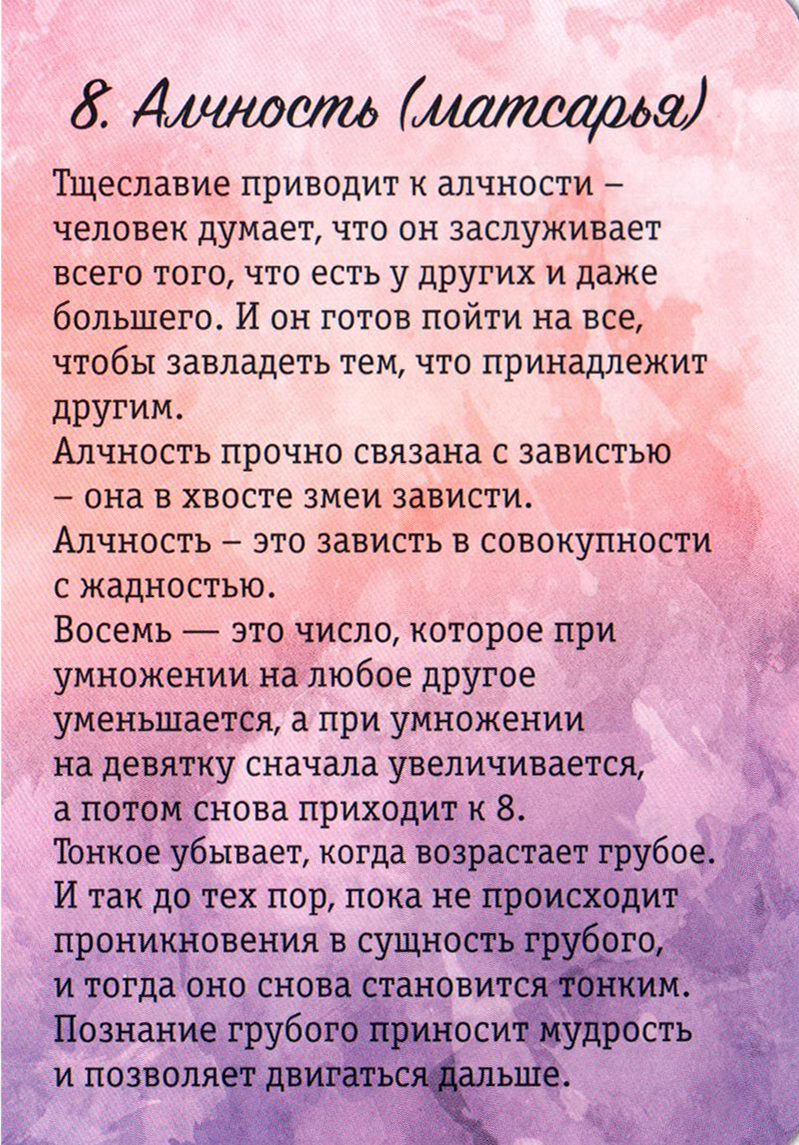 8. Алчность (матсарья)
Тщеславие приводит к алчности –
человек думает, что он заслуживает
всего того, что есть у других и даже
большего. И он готов пойти на все,
чтобы завладеть тем, что принадлежит
другим.
Алчность прочно связана с завистью
– она в хвосте змеи зависти.
Алчность – это зависть в совокупности
с жадностью.
Восемь — это число, которое при
умножении на любое другое
уменьшается, а при умножении
на девятку сначала увеличивается,
а потом снова приходит к 8.
Тонкое убывает, когда возрастает грубое.
И так до тех пор, пока не происходит
проникновения в сущность грубого,
и тогда оно снова становится тонким.
Познание грубого приносит мудрость
и позволяет двигаться дальше.